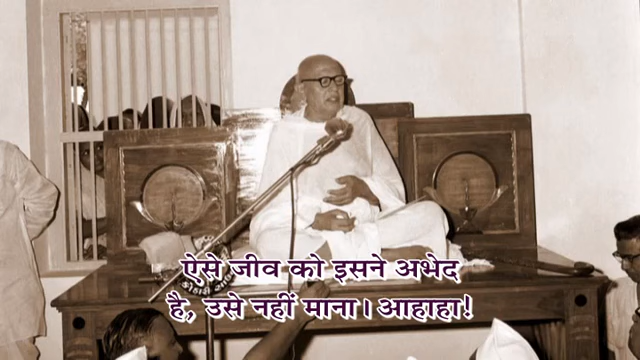 ऐसे जीव को इसने अभेद
है, उसे नहीं माना। आहाहा!